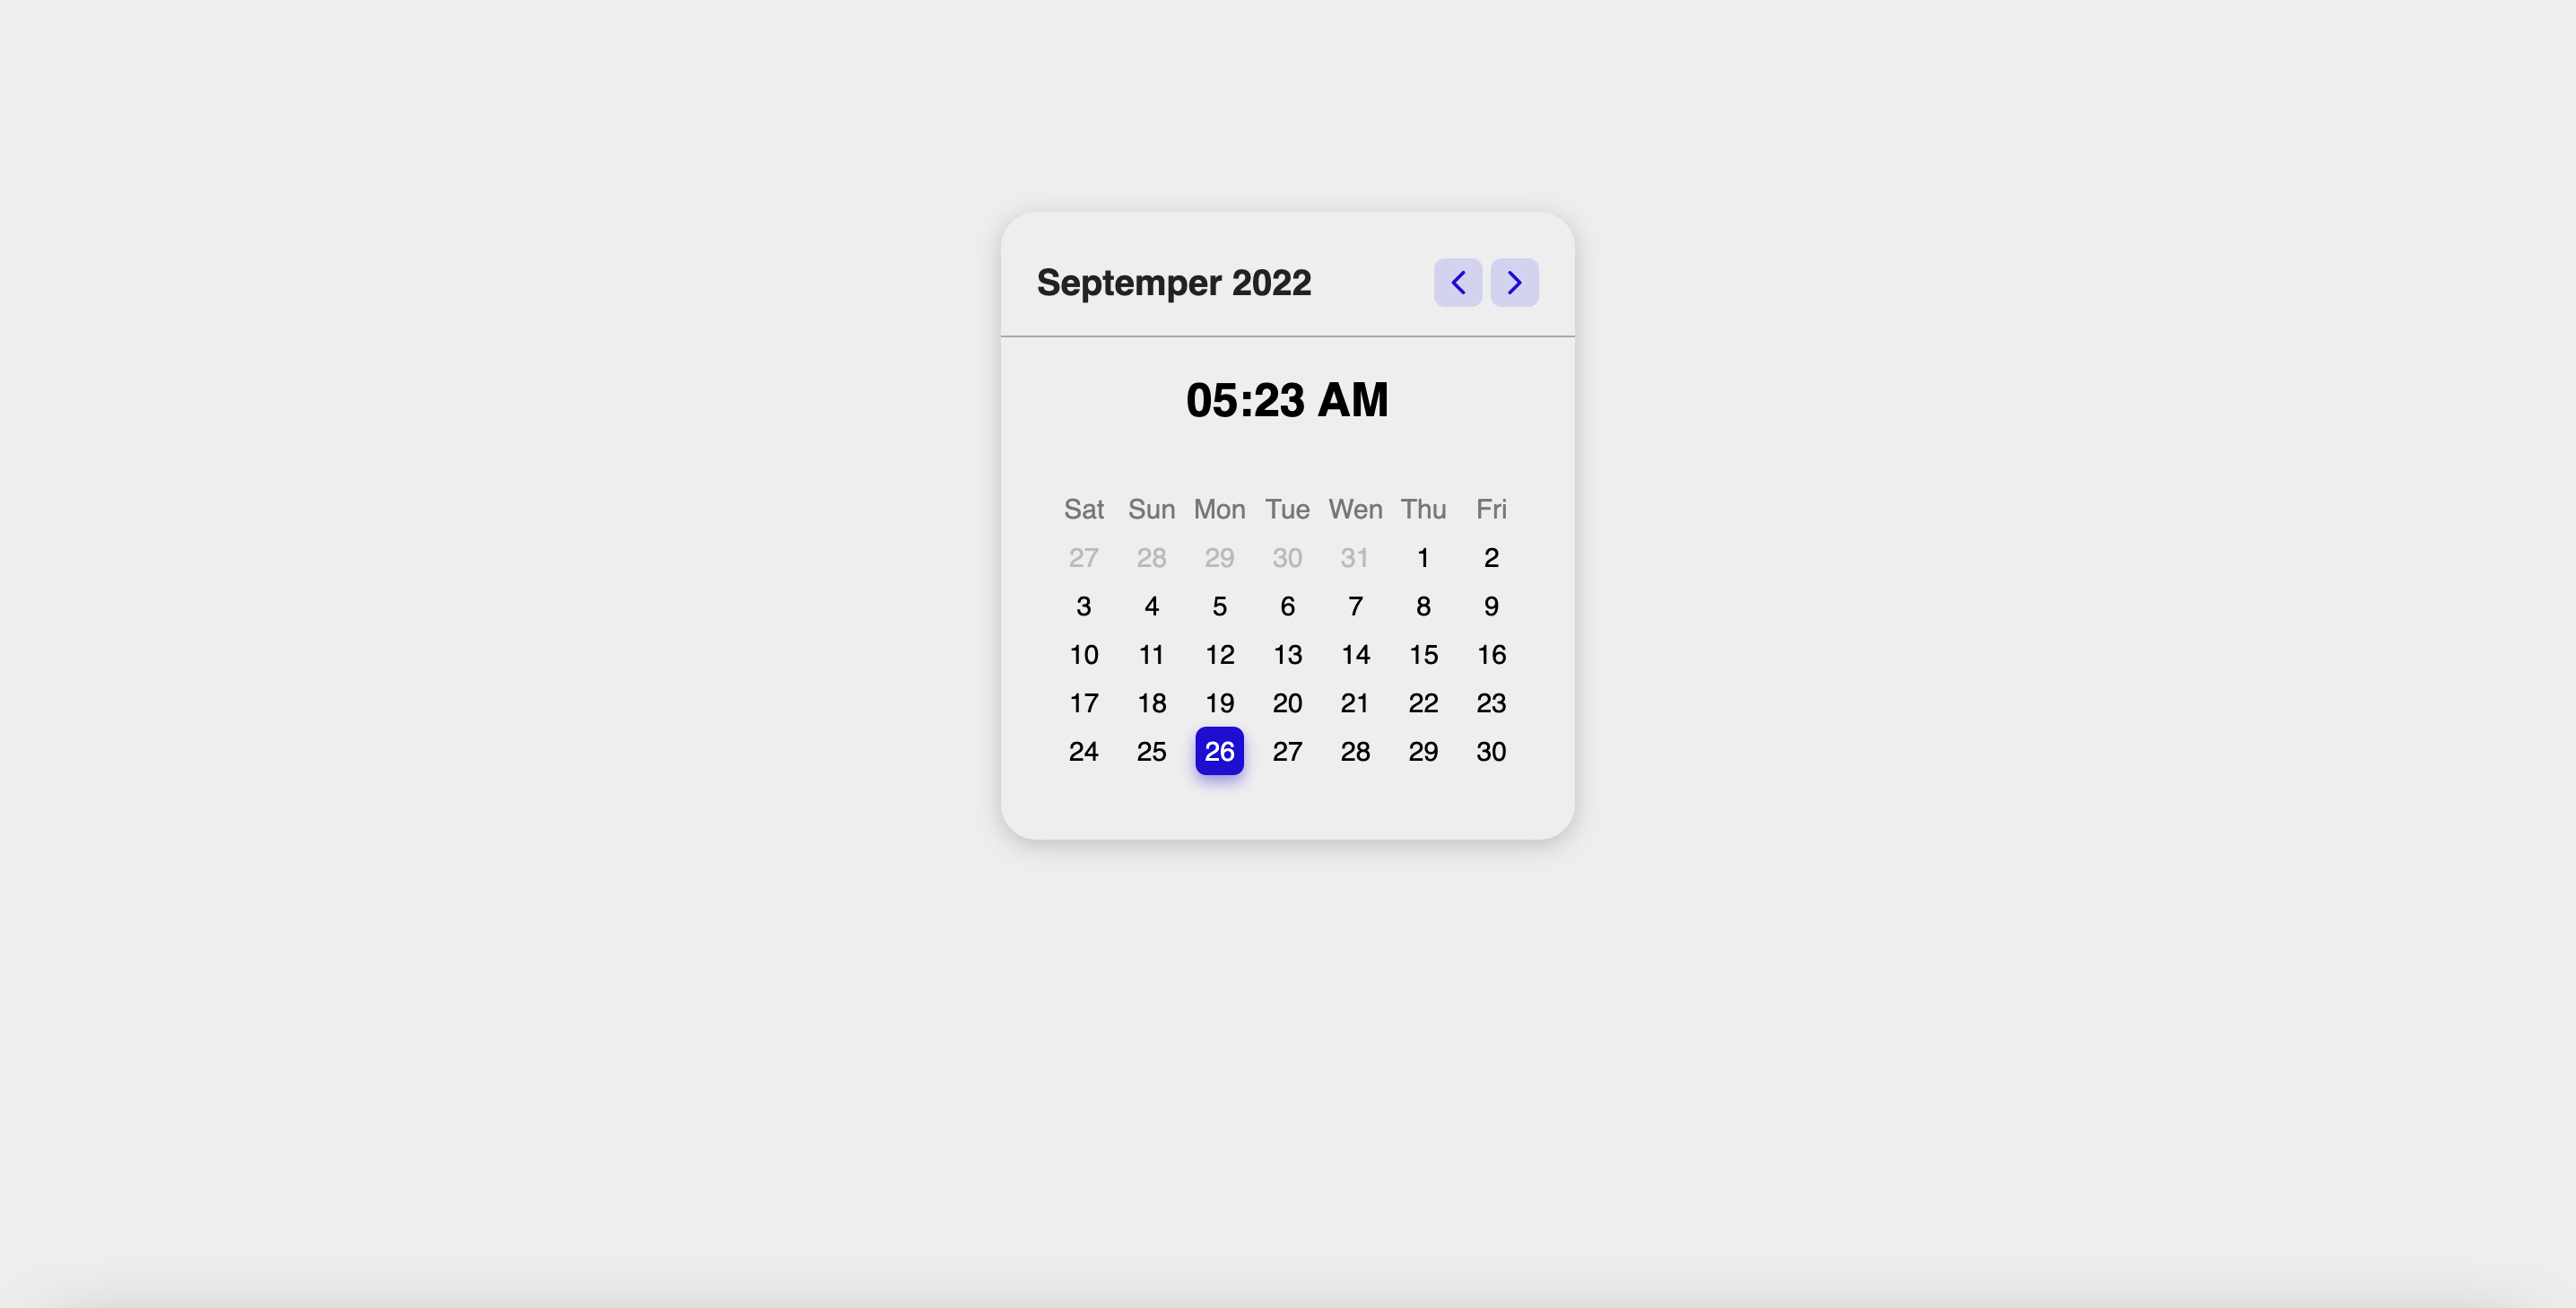 Septemper 2022
05:23 AM
Sat Sun Mon Tue Wen Thu Fri
27 28 29 30 31 1 2
3 4 5 6 7 8 9
10 11 12 13 14 15 16
17 18 19 20 21 22 23
24 25 26 27 28 29 30